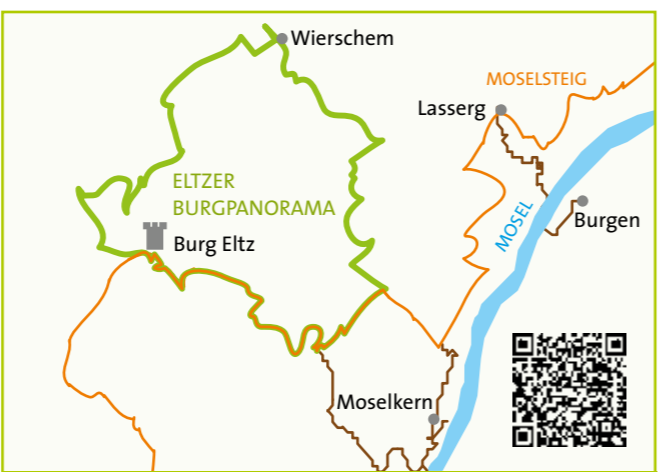 Wierschem
MOSELSTEIG
Lasserg
ELTZER
BURGPANORAMA
MOSEL
Burgen
Burg Eltz
Moselkern